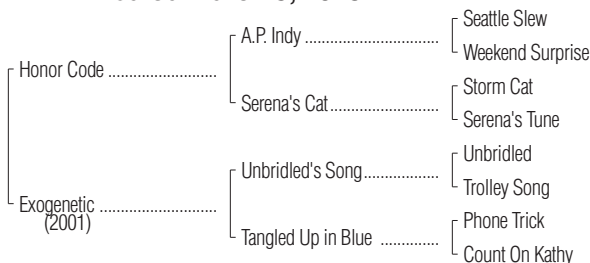 Seattle Slew
A.P. Indy
Weekend Surprise
Honor Code
Storm Cat
Serena's Cat
Serena's Tune
Unbridled
Unbridled's Song
Trolley Song
Exogenetic
(2001)
Phone Trick
Tangled Up in Blue
Count On Kathy